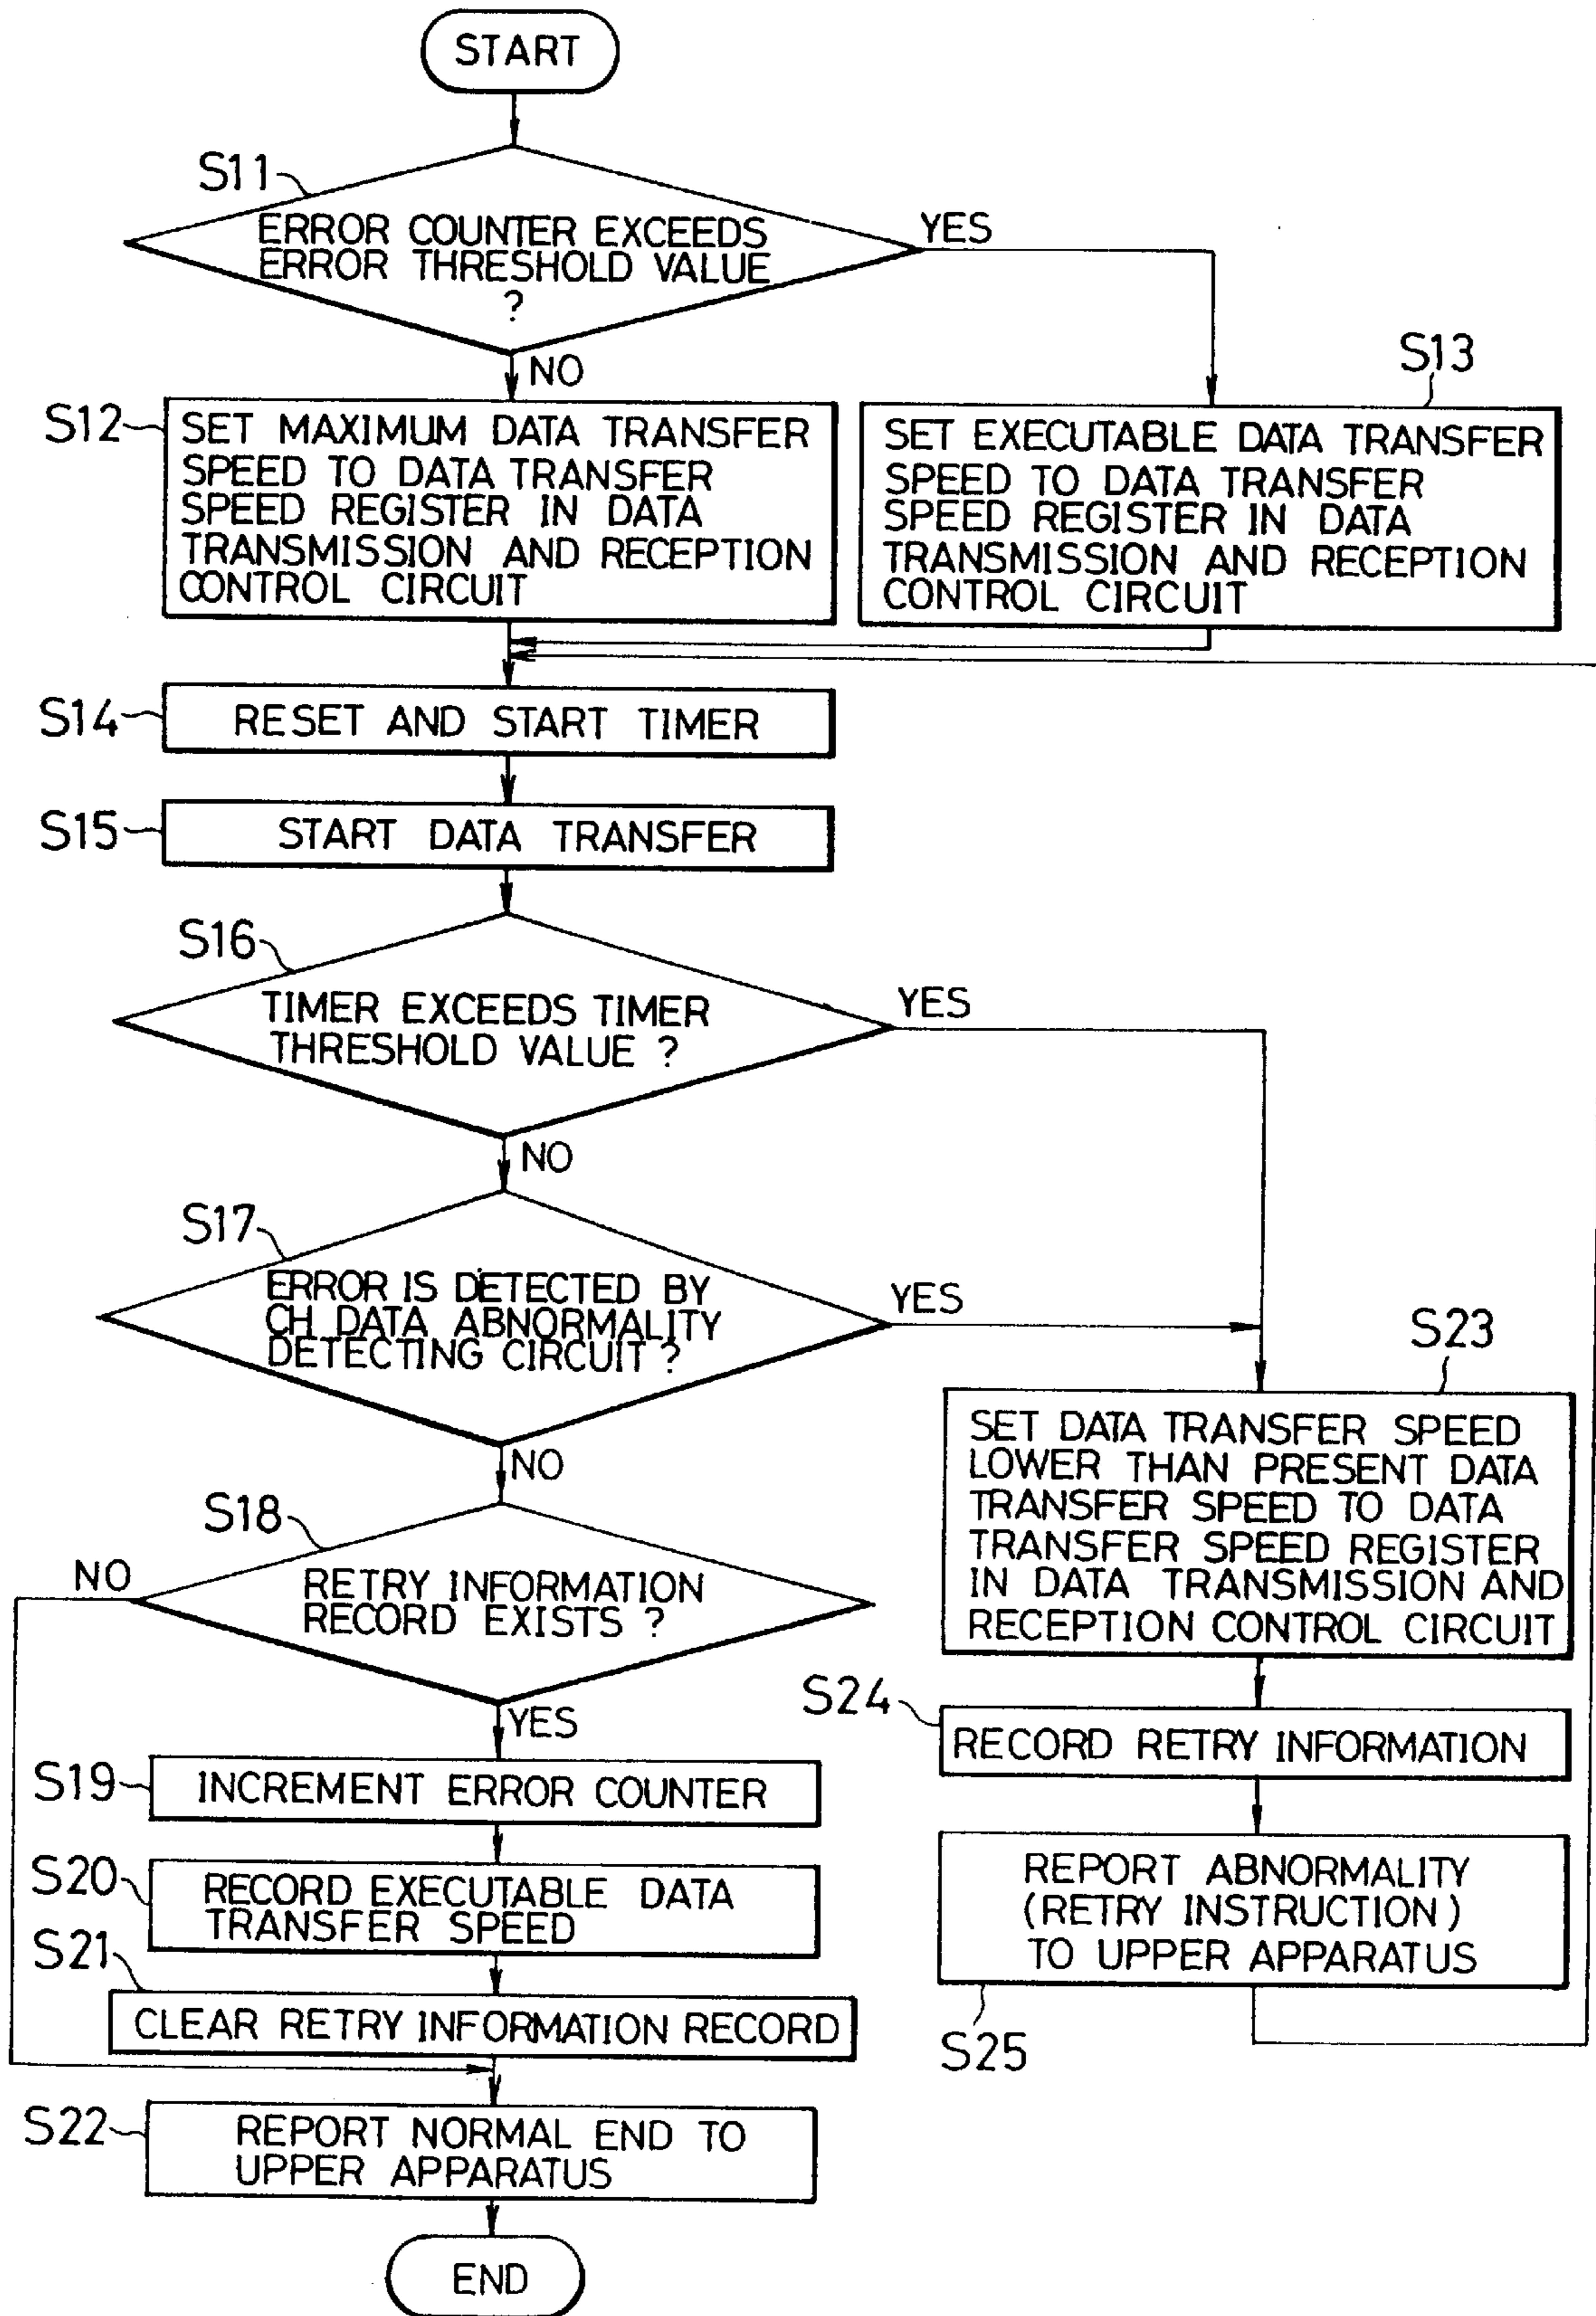 START
S11
ERROR COUNTER EXCEEDS
ERROR THRESHOLD VALUE
?
YES
NO
S12
SET MAXIMUM DATA TRANSFER
SPEED TO DATA TRANSFER
SPEED REGISTER IN DATA
TRANSMISSION AND RECEPTION
CONTROL CIRCUIT
S13
SET EXECUTABLE DATA TRANSFER
SPEED TO DATA TRANSFER
SPEED REGISTER IN DATA
TRANSMISSION AND RECEPTION
CONTROL CIRCUIT
S14
RESET AND START TIMER
S15
START DATA TRANSFER
S16
TIMER EXCEEDS TIMER
THRESHOLD VALUE ?
YES
NO
S17
ERROR IS DETECTED BY
CH DATA ABNORMALITY
DETECTING CIRCUIT ?
YES
NO
S18
RETRY INFORMATION
RECORD EXISTS ?
NO
YES
S19
INCREMENT ERROR COUNTER
S20
RECORD EXECUTABLE DATA
TRANSFER SPEED
S21
CLEAR RETRY INFORMATION RECORD
S22
REPORT NORMAL END TO
UPPER APPARATUS
END
S23
SET DATA TRANSFER SPEED
LOWER THAN PRESENT DATA
TRANSFER SPEED TO DATA
TRANSFER SPEED REGISTER
IN DATA TRANSMISSION AND
RECEPTION CONTROL CIRCUIT
S24
RECORD RETRY INFORMATION
REPORT ABNORMALITY
(RETRY INSTRUCTION)
TO UPPER APPARATUS
S25